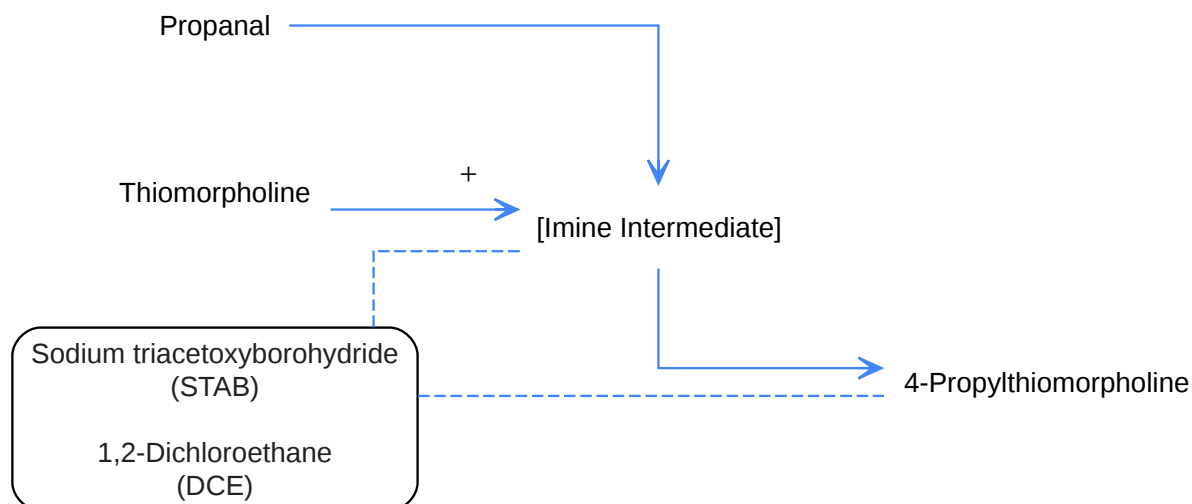 Propanal
+
Thiomorpholine
[Imine Intermediate]
Sodium triacetoxyborohydride
(STAB)
1,2-Dichloroethane
(DCE)
4-Propylthiomorpholine